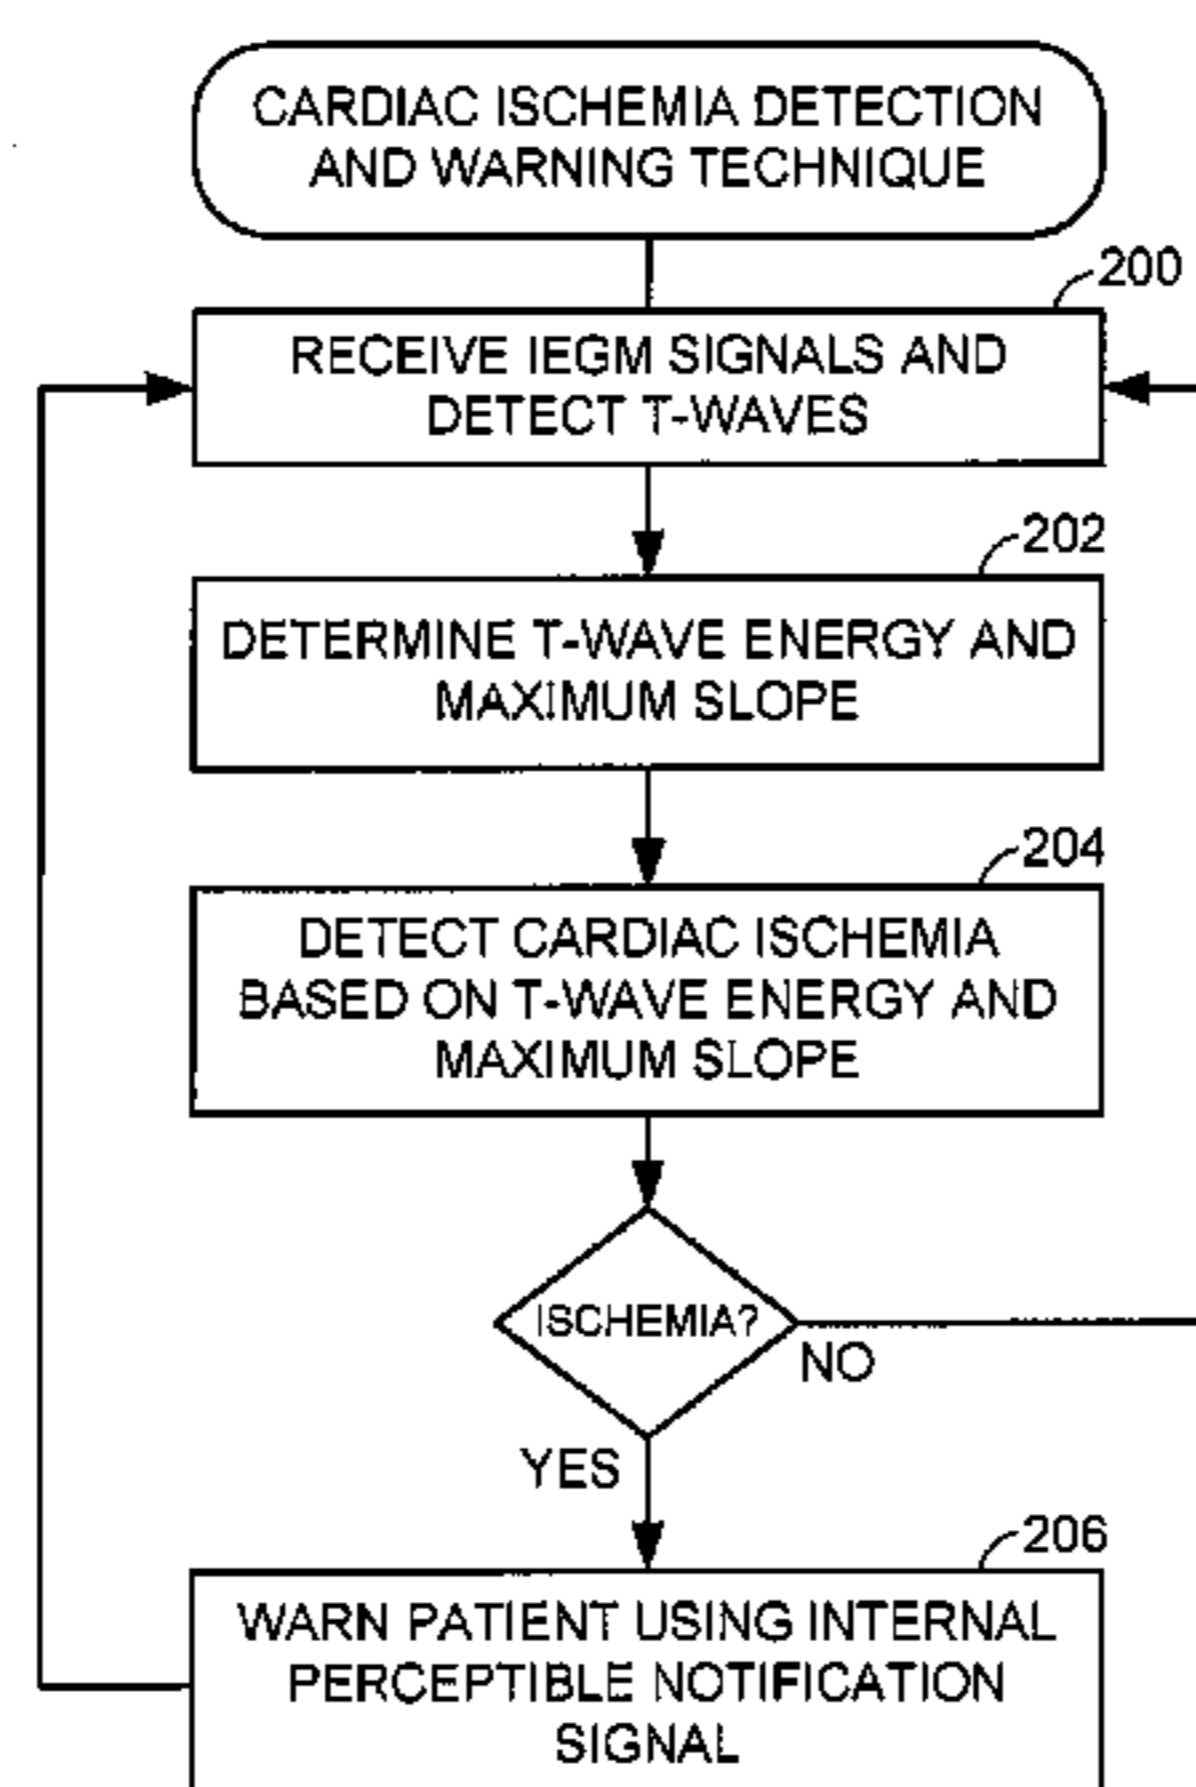 CARDIAC ISCHEMIA DETECTION
AND WARNING TECHNIQUE
200
RECEIVE IEGM SIGNALS AND
DETECT T-WAVES
202
DETERMINE T-WAVE ENERGY AND
MAXIMUM SLOPE
204
DETECT CARDIAC ISCHEMIA
BASED ON T-WAVE ENERGY AND
MAXIMUM SLOPE
ISCHEMIA?
NO
YES
206
WARN PATIENT USING INTERNAL
PERCEPTIBLE NOTIFICATION
SIGNAL